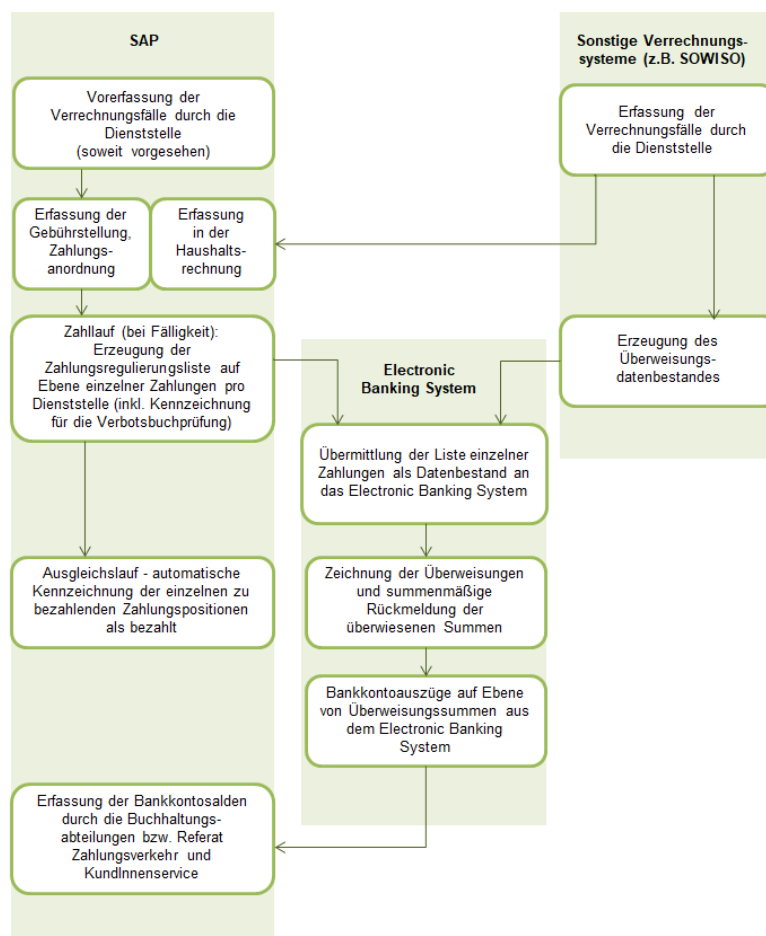 SAP
Vorerfassung der
Verrechnungsfälle durch die
Dienststelle
(soweit vorgesehen)
Erfassung der
Gebührstellung,
Zahlungs-
anordnung
Erfassung
in der
Haushalts-
rechnung
Zahllauf (bei Fälligkeit):
Erzeugung der
Zahlungsregulierungsliste auf
Ebene einzelner Zahlungen pro
Dienststelle (inkl. Kennzeichnung
für die Verbotsbuchprüfung)
Ausgleichslauf - automatische
Kennzeichnung der einzelnen zu
bezahlenden Zahlungspositionen
als bezahlt
Erfassung der Bankkontosalden
durch die Buchhaltungs-
abteilungen bzw. Referat
Zahlungsverkehr und
KundInnenservice
Electronic
Banking System
Übermittlung der Liste einzelner
Zahlungen als Datenbestand an
das Electronic Banking System
Zeichnung der Überweisungen
und summenmäßige
Rückmeldung der
überwiesenen Summen
Bankkontoauszüge auf Ebene
von Überweisungssummen aus
dem Electronic Banking
System
Sonstige Verrechnungs-
systeme (z.B. SOWISO)
Erfassung der
Verrechnungsfälle durch
die Dienststelle
Erzeugung des
Überweisungs-
datenbestandes